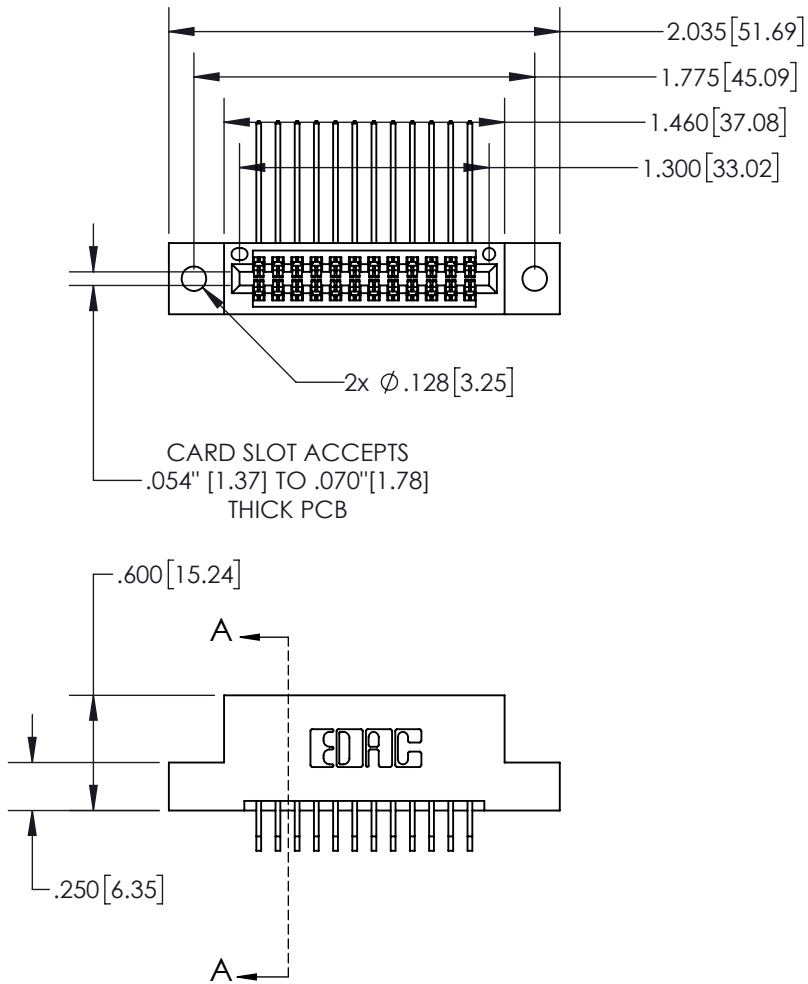 2.035[51.69]
1.775[45.09]
1.460[37.08]
1.300[33.02]
2x ∅.128[3.25]
CARD SLOT ACCEPTS
.054" [1.37] TO .070"[1.78]
THICK PCB
.600[15.24]
A
EDAC
.250[6.35]
A